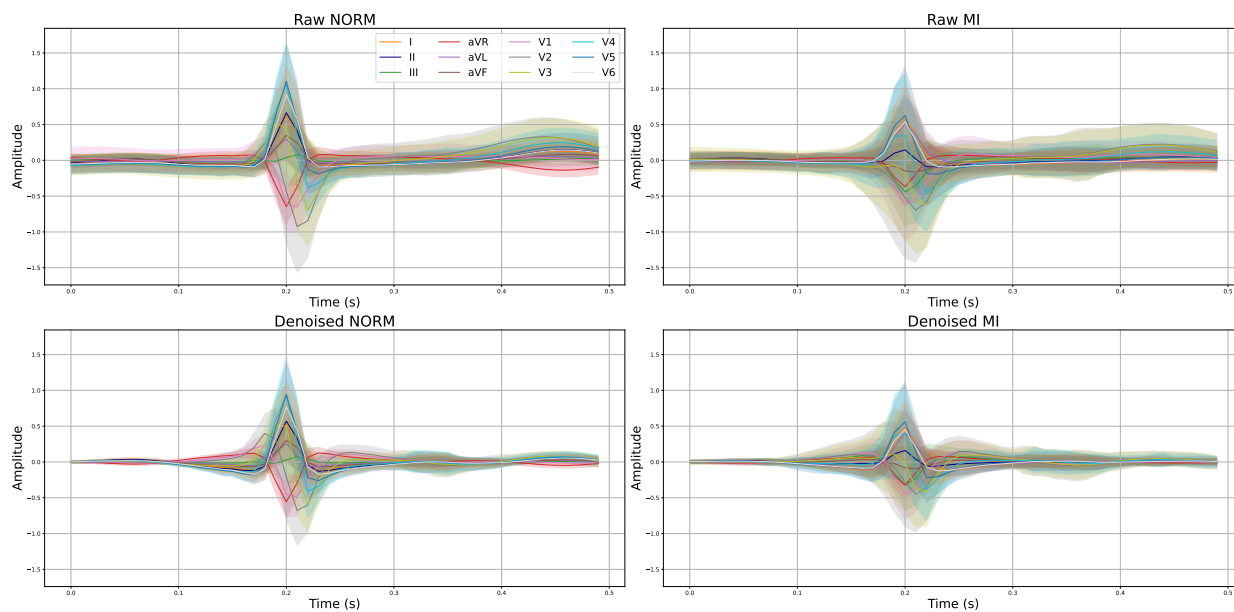 Raw NORM
Raw MI
Amplitude
1.5
1.0
0.5
0.0
−0.5
−1.0
−1.5
I aVR V1 V4
II aVL V2 V5
III aVF V3 V6
0.0 0.1 0.2 0.3 0.4 0.5
Time (s)
Amplitude
1.5
1.0
0.5
0.0
−0.5
−1.0
−1.5
0.0 0.1 0.2 0.3 0.4 0.5
Time (s)
Denoised NORM
Denoised MI
Amplitude
1.5
1.0
0.5
0.0
−0.5
−1.0
−1.5
0.0 0.1 0.2 0.3 0.4 0.5
Time (s)
Amplitude
1.5
1.0
0.5
0.0
−0.5
−1.0
−1.5
0.0 0.1 0.2 0.3 0.4 0.5
Time (s)